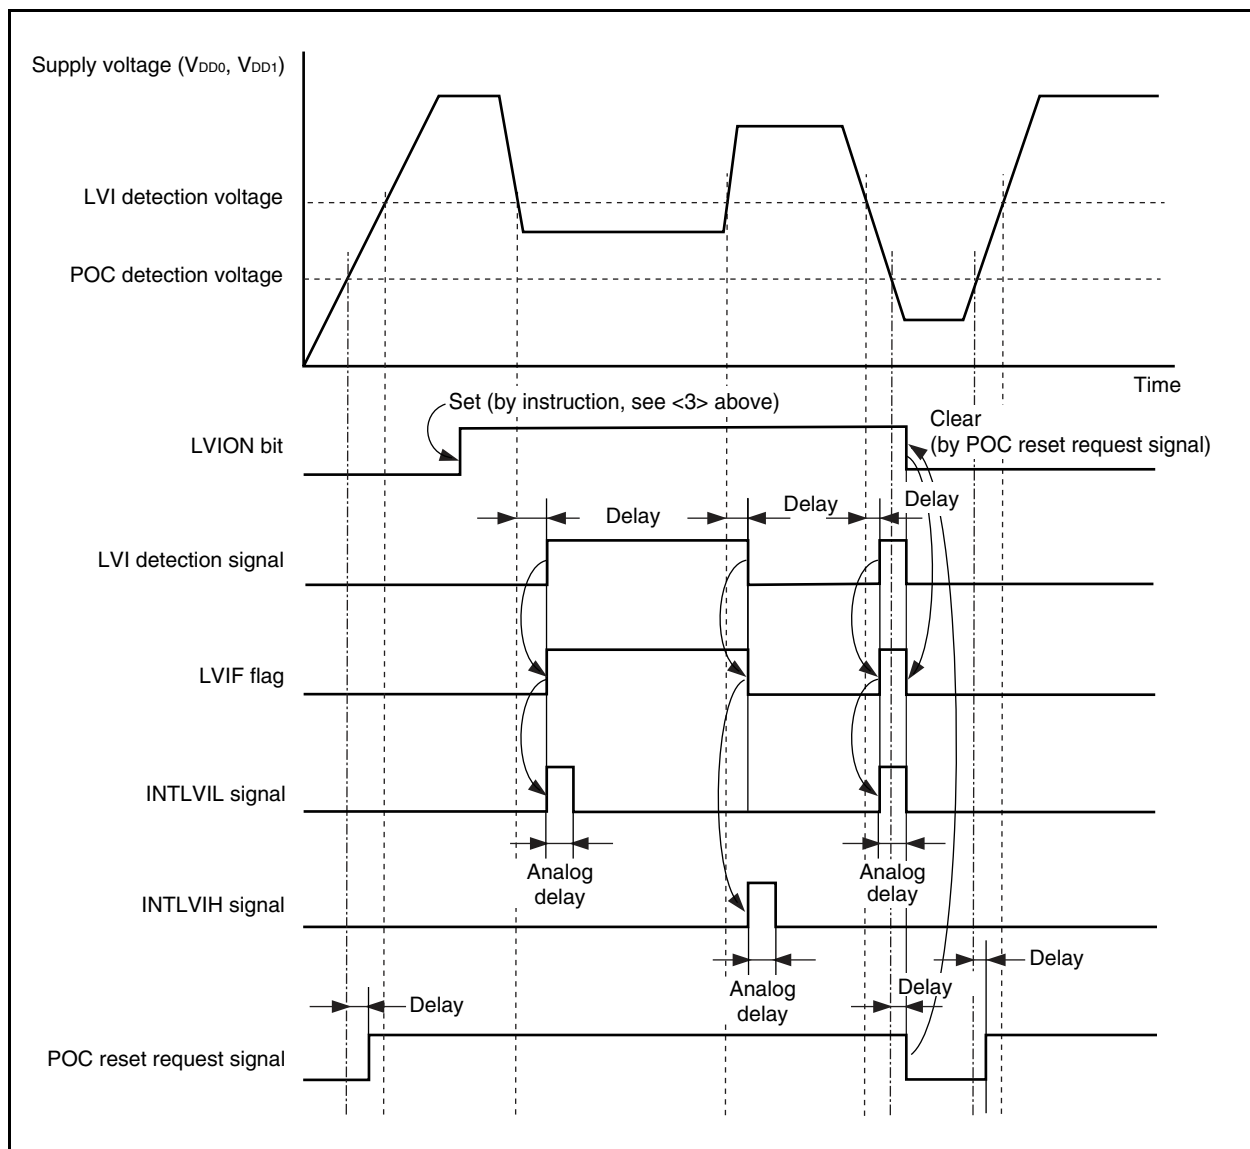 Supply voltage (VDD0, VDD1)
LVI detection voltage
POC detection voltage
Time
Set (by instruction, see <3> above)
Clear
(by POC reset request signal)
LVION bit
Delay
Delay
Delay
LVI detection signal
LVIF flag
INTLVIL signal
Analog
delay
Analog
delay
INTLVIH signal
Delay
Analog
delay
Delay
Delay
POC reset request signal